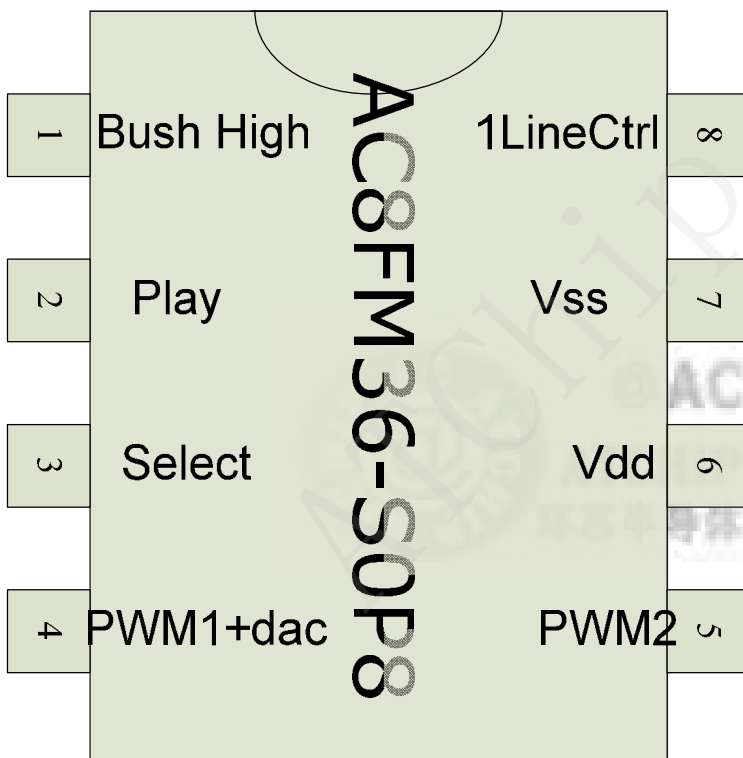 1 Bush High
2 Play
3 Select
4 PWM1+dac
AC8FM36-SOP8
1LineCtrl 8
Vss 7
Vdd 6
PWM2 5
AC